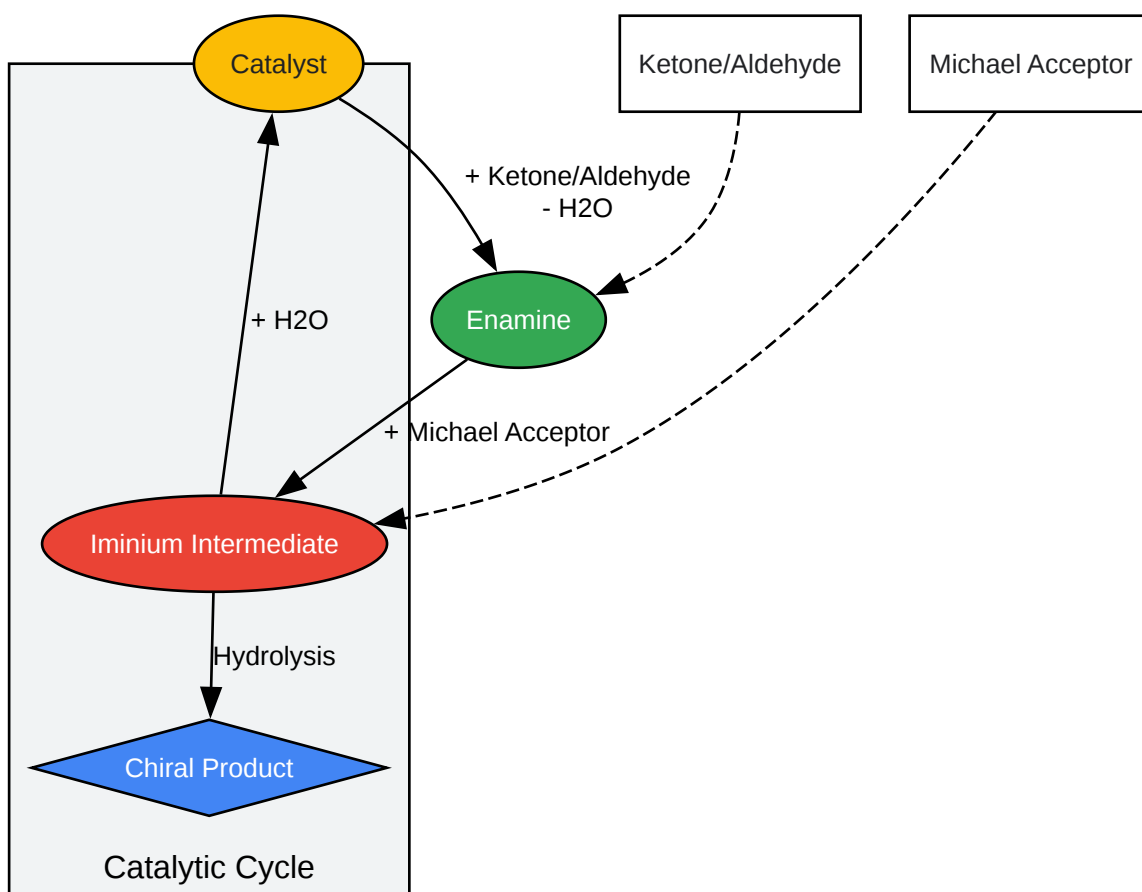 Catalyst
Ketone/Aldehyde
Michael Acceptor
+ Ketone/Aldehyde
- H2O
Enamine
+ H2O
+ Michael Acceptor
Iminium Intermediate
Hydrolysis
Chiral Product
Catalytic Cycle